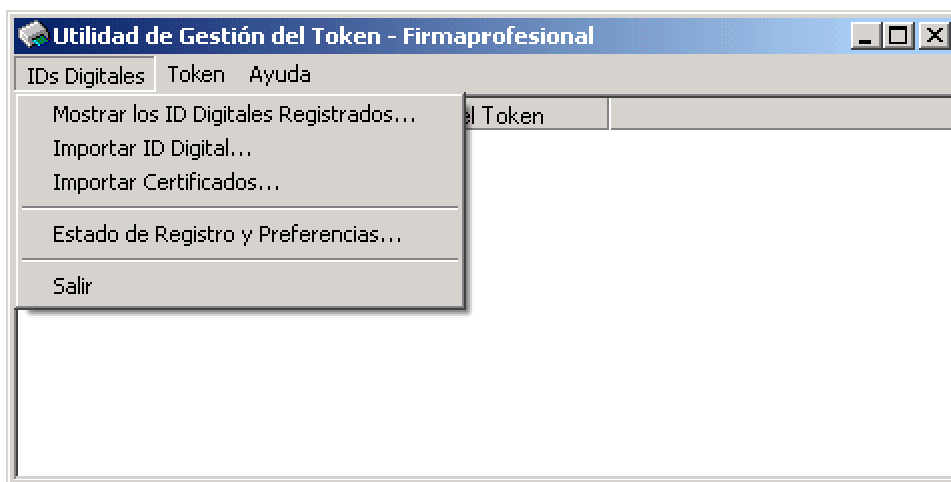 Utilidad de Gestión del Token - Firmaprofesional
IDs Digitales Token Ayuda
Mostrar los ID Digitales Registrados...
el Token
Importar ID Digital...
Importar Certificados...
Estado de Registro y Preferencias...
Salir